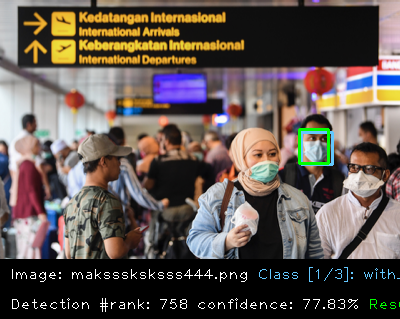 Kedatangan Internasional
International Arrivals
Keberangkatan Internasional
International Departures
Image: maksssksksss444.png Class [1/3]: with_
Detection #rank: 758 confidence: 77.83% Res